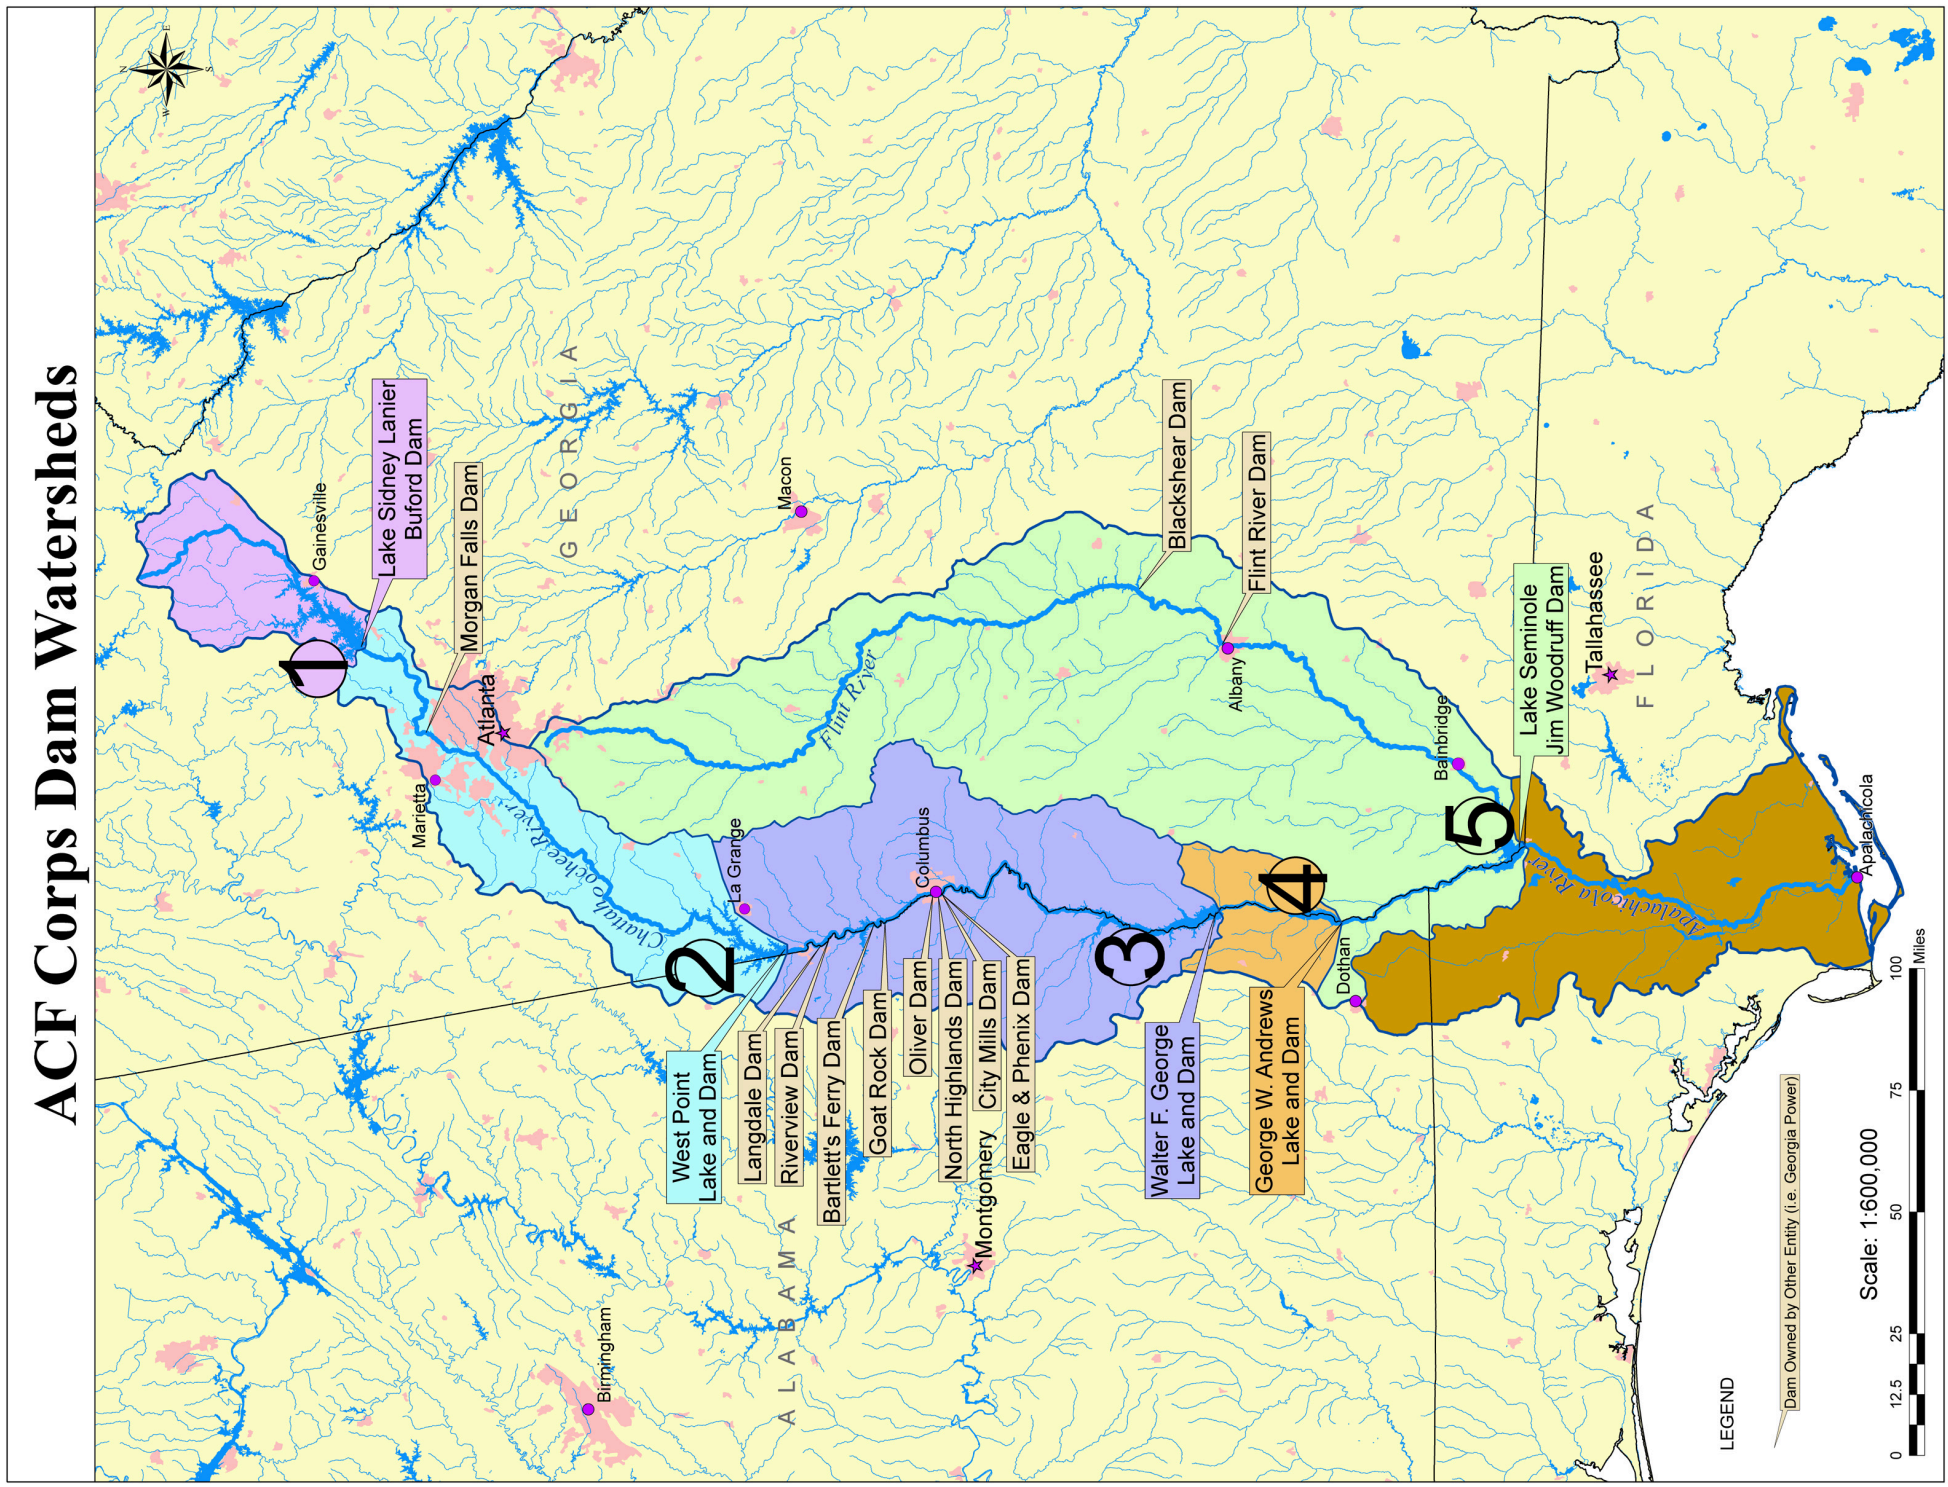 ACF Corps Dam Watersheds
N
E
S
W
Gainesville
1
Lake Sidney Lanier
Buford Dam
Morgan Falls Dam
Atlanta
Marietta
GEORGIA
Chattahoochee River
Birmingham
2
La Grange
West Point
Lake and Dam
Langdale Dam
Riverview Dam
Bartlett's Ferry Dam
Goat Rock Dam
Oliver Dam
North Highlands Dam
City Mills Dam
Eagle & Phenix Dam
Columbus
Macon
Flint River
ALABAMA
Montgomery
3
Walter F. George
Lake and Dam
Blackshear Dam
Flint River Dam
Albany
4
George W. Andrews
Lake and Dam
Dothan
Bainbridge
5
Lake Seminole
Jim Woodruff Dam
Tallahassee
FLORIDA
Apalachicola River
Apalachicola
LEGEND
Dam Owned by Other Entity (i.e. Georgia Power)
Scale: 1:600,000
0 12.5 25 50 75 100
Miles